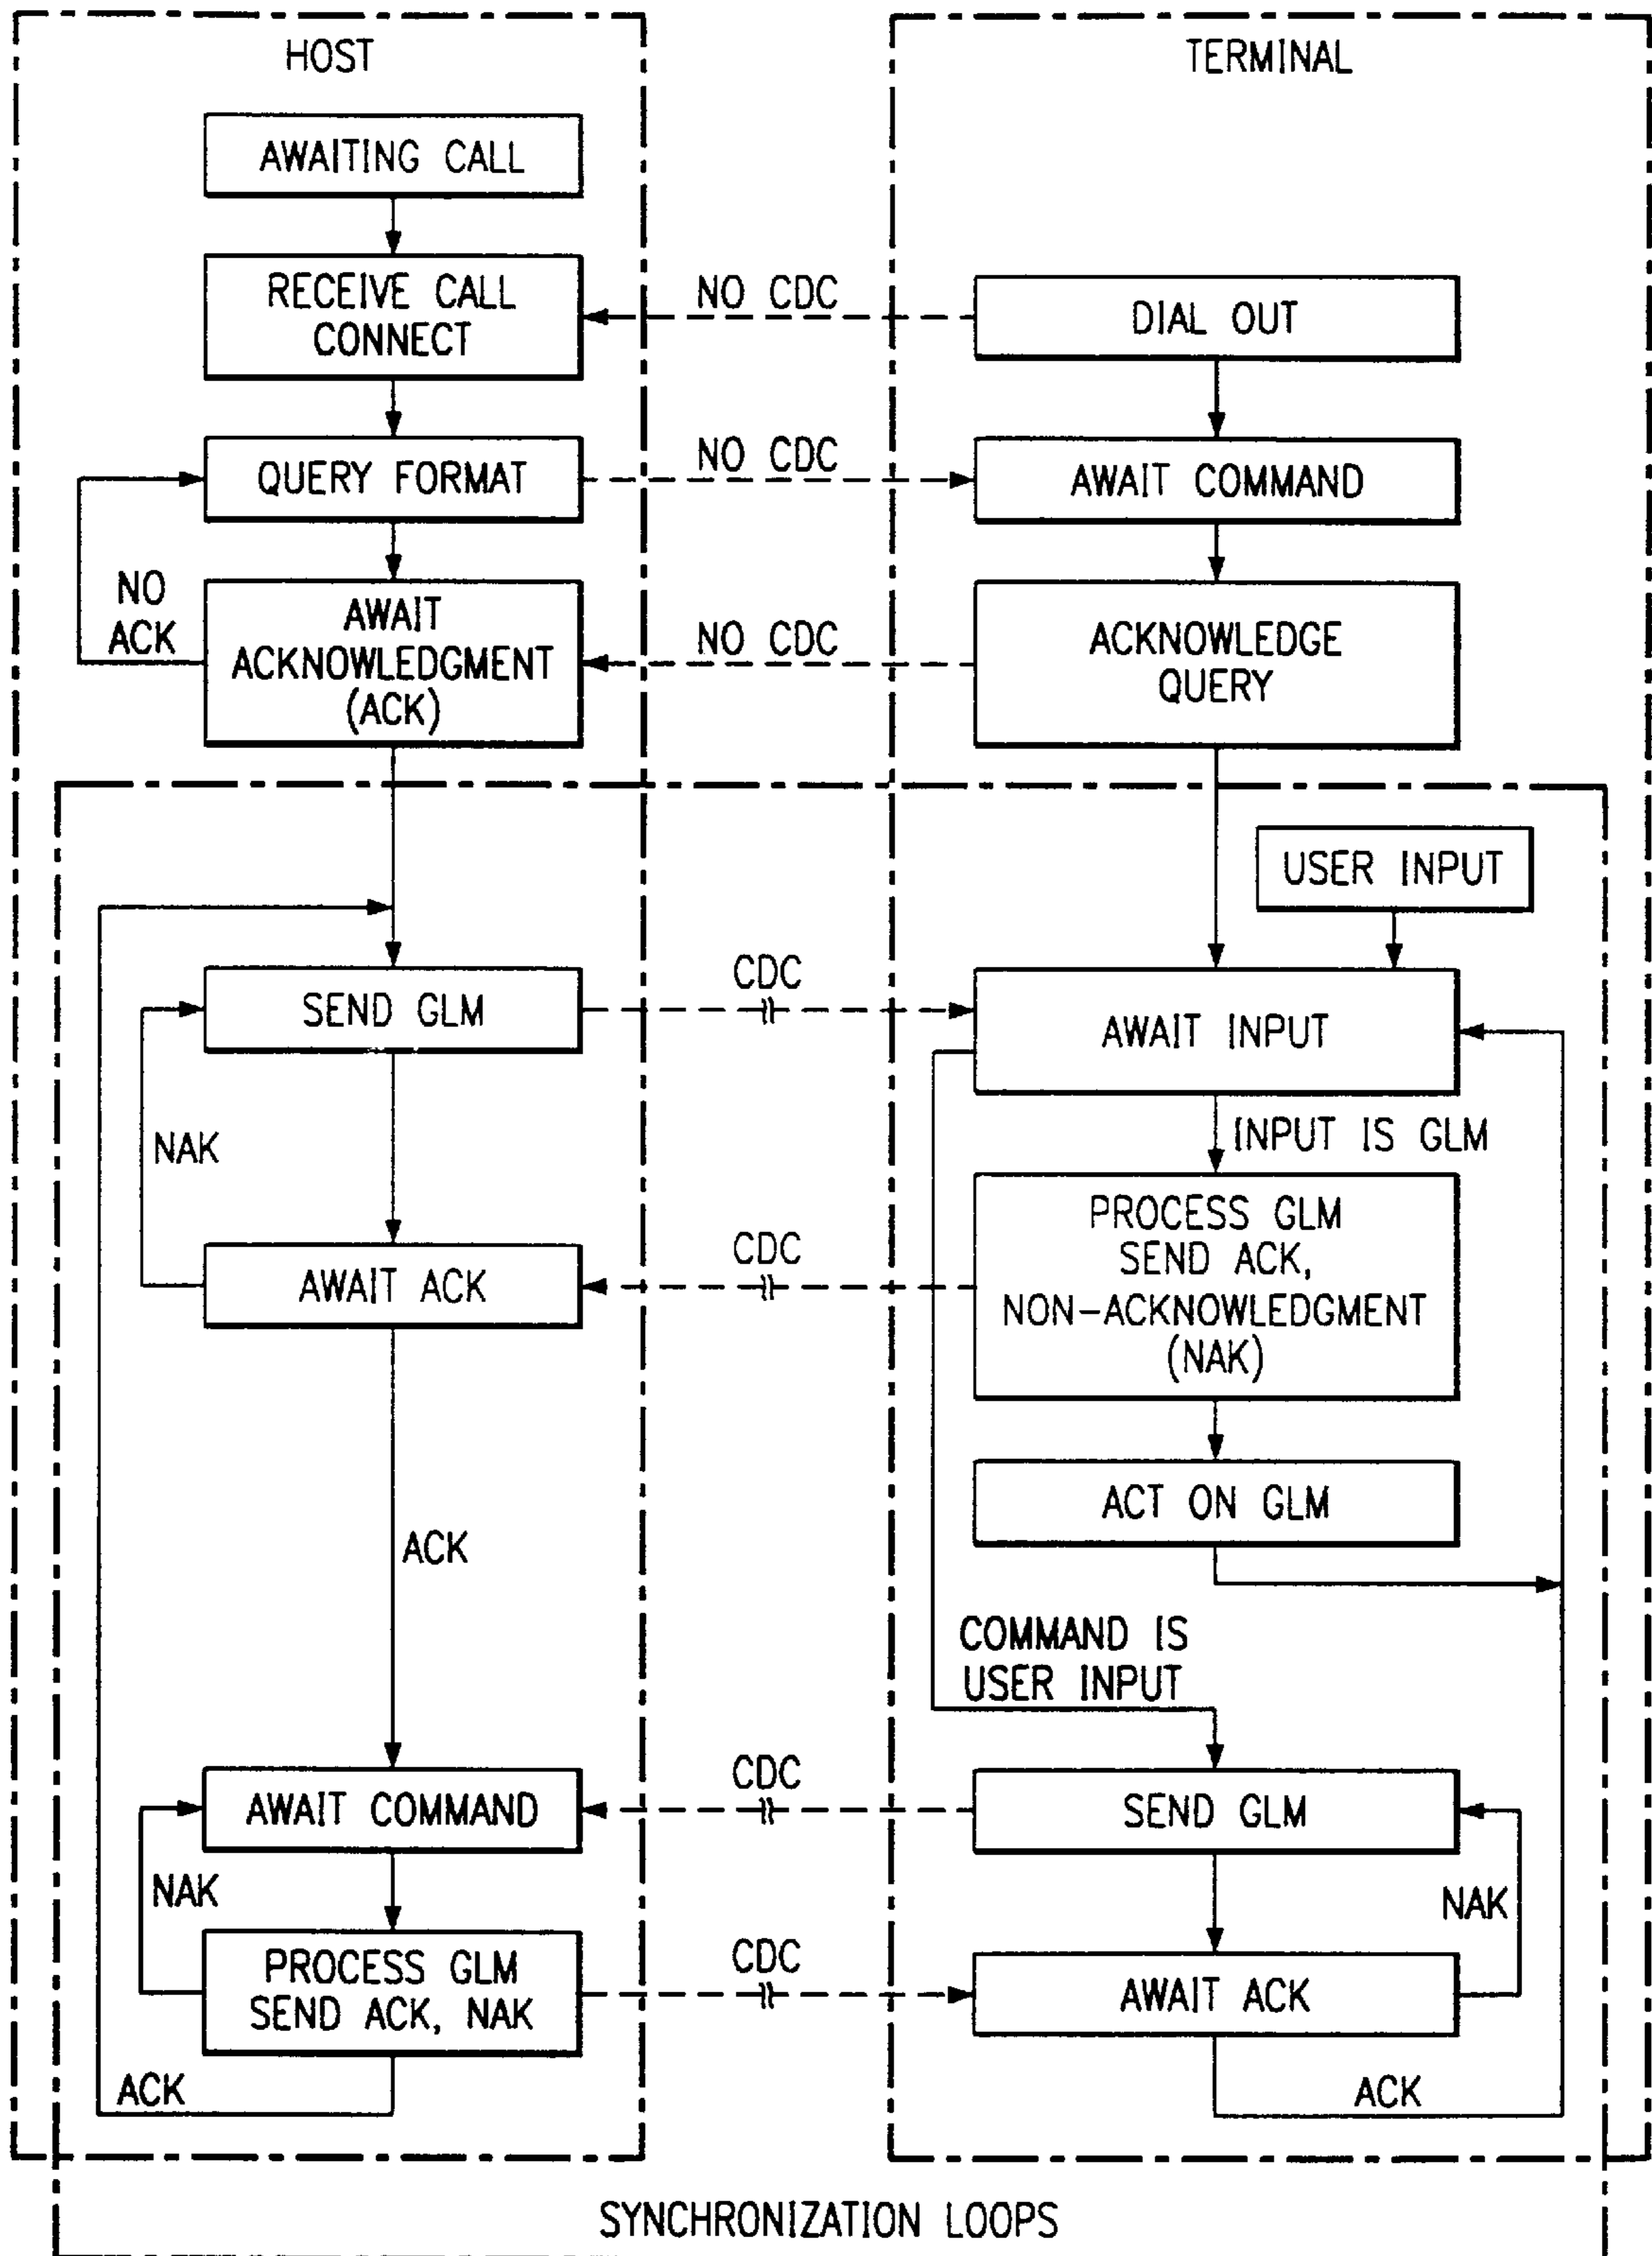 HOST
TERMINAL
AWAITING CALL
RECEIVE CALL
CONNECT
NO CDC
DIAL OUT
QUERY FORMAT
NO CDC
AWAIT COMMAND
NO
ACK
AWAIT
ACKNOWLEDGMENT
(ACK)
NO CDC
ACKNOWLEDGE
QUERY
USER INPUT
SEND GLM
CDC
AWAIT INPUT
NAK
INPUT IS GLM
AWAIT ACK
CDC
PROCESS GLM
SEND ACK,
NON-ACKNOWLEDGMENT
(NAK)
ACT ON GLM
ACK
COMMAND IS
USER INPUT
AWAIT COMMAND
CDC
SEND GLM
NAK
NAK
PROCESS GLM
SEND ACK, NAK
CDC
AWAIT ACK
ACK
ACK
SYNCHRONIZATION LOOPS